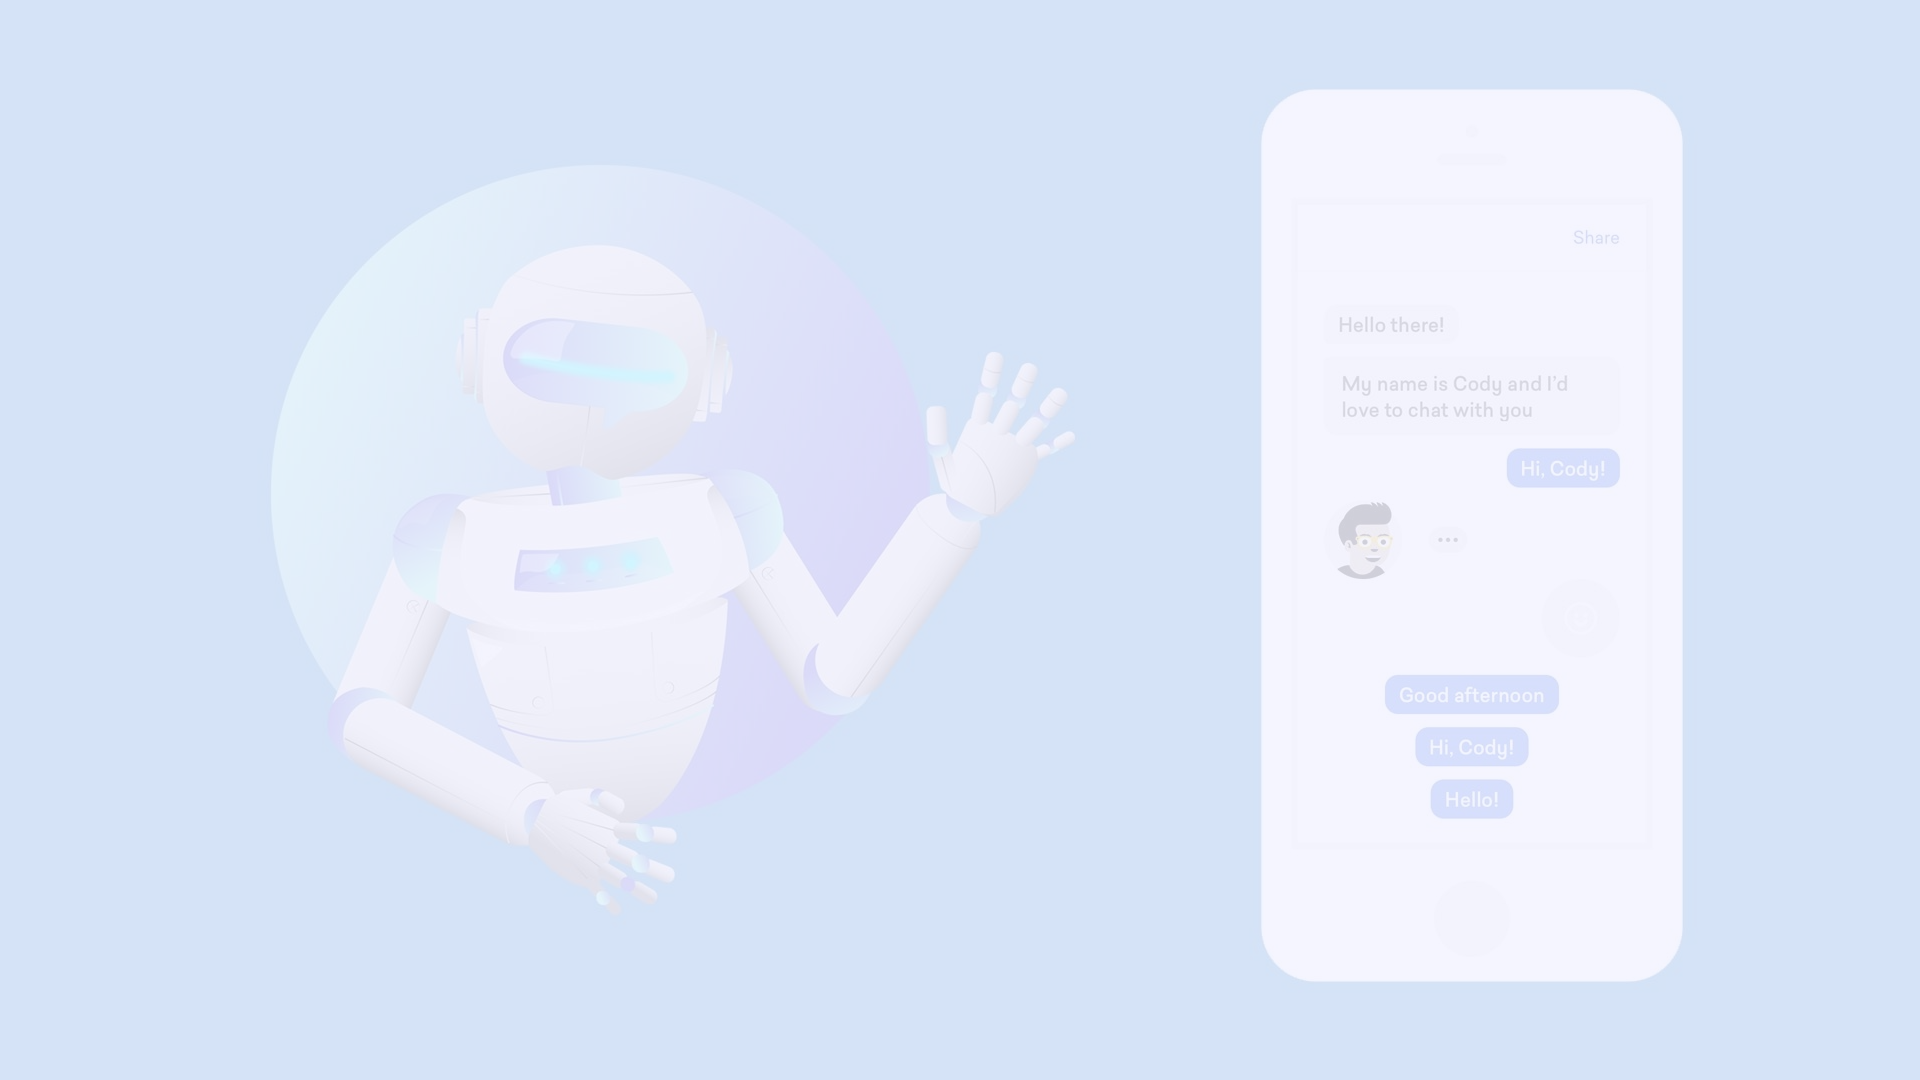 Share
Hello there!
My name is Cody and I'd
love to chat with you
Hi, Cody!
Good afternoon
Hi, Cody!
Hello!